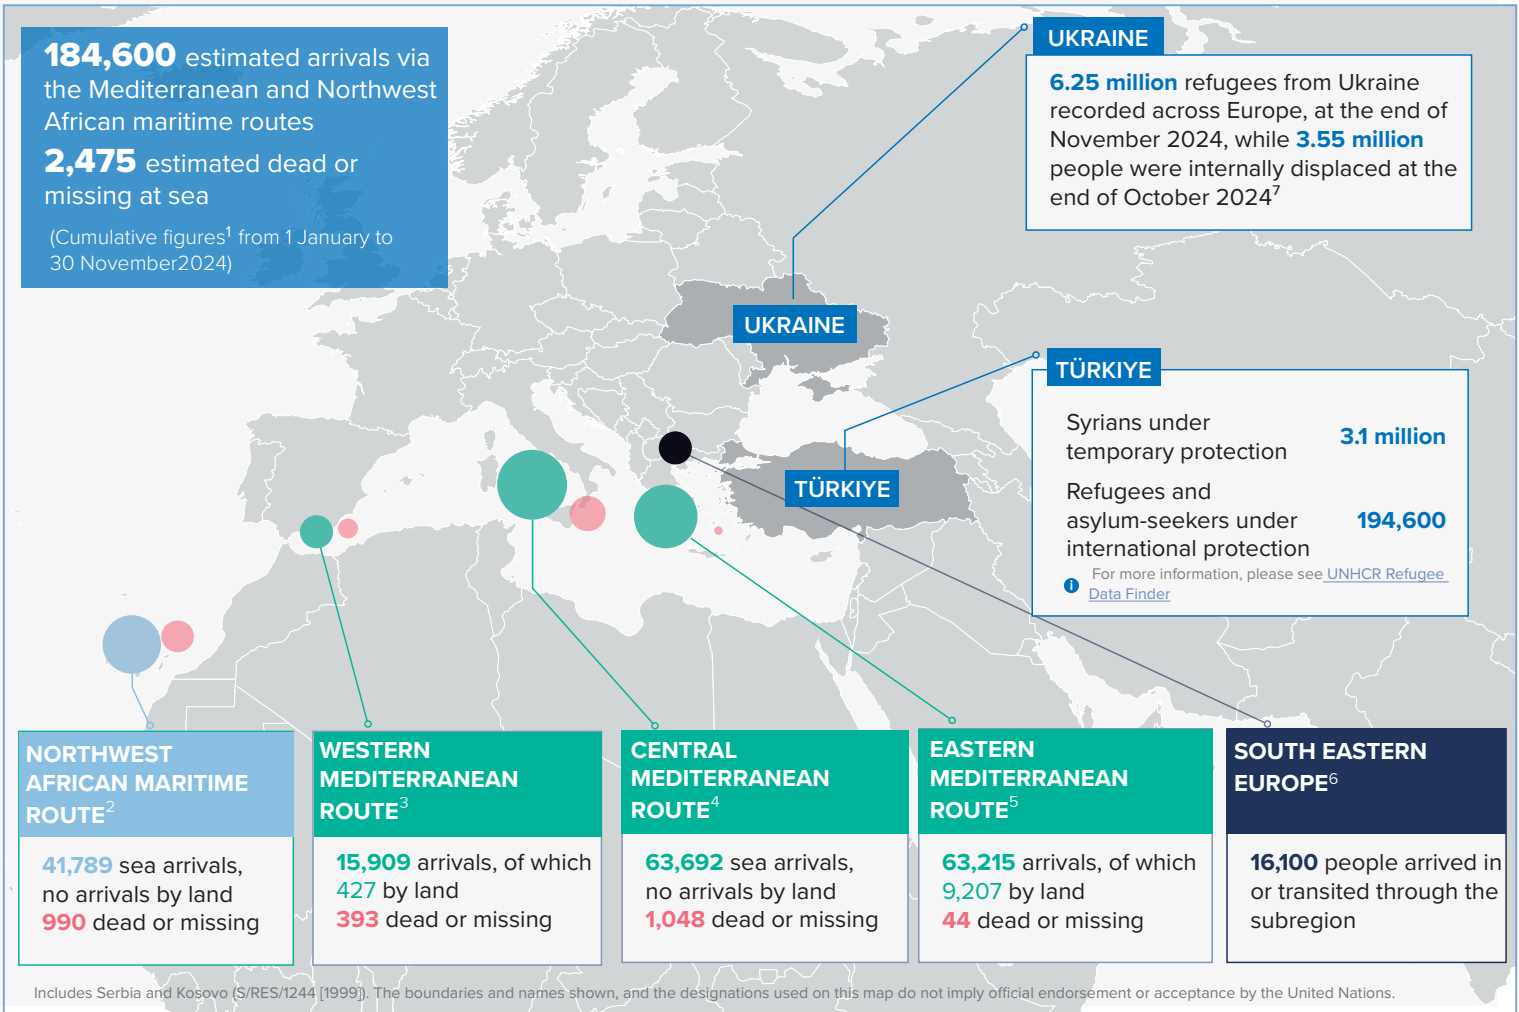 184,600 estimated arrivals via
the Mediterranean and Northwest
African maritime routes
2,475 estimated dead or
missing at sea
(Cumulative figures¹ from 1 January to
30 November2024)
UKRAINE
6.25 million refugees from Ukraine
recorded across Europe, at the end of
November 2024, while 3.55 million
people were internally displaced at the
end of October 2024⁷
UKRAINE
TÜRKIYE
Syrians under
temporary protection
3.1 million
Refugees and
asylum-seekers under
international protection
194,600
i For more information, please see UNHCR Refugee
Data Finder
TÜRKIYE
NORTHWEST
AFRICAN MARITIME
ROUTE²
41,789 sea arrivals,
no arrivals by land
990 dead or missing
WESTERN
MEDITERRANEAN
ROUTE³
15,909 arrivals, of which
427 by land
393 dead or missing
CENTRAL
MEDITERRANEAN
ROUTE⁴
63,692 sea arrivals,
no arrivals by land
1,048 dead or missing
EASTERN
MEDITERRANEAN
ROUTE⁵
63,215 arrivals, of which
9,207 by land
44 dead or missing
SOUTH EASTERN
EUROPE⁶
16,100 people arrived in
or transited through the
subregion
Includes Serbia and Kosovo (S/RES/1244 [1999]). The boundaries and names shown, and the designations used on this map do not imply official endorsement or acceptance by the United Nations.